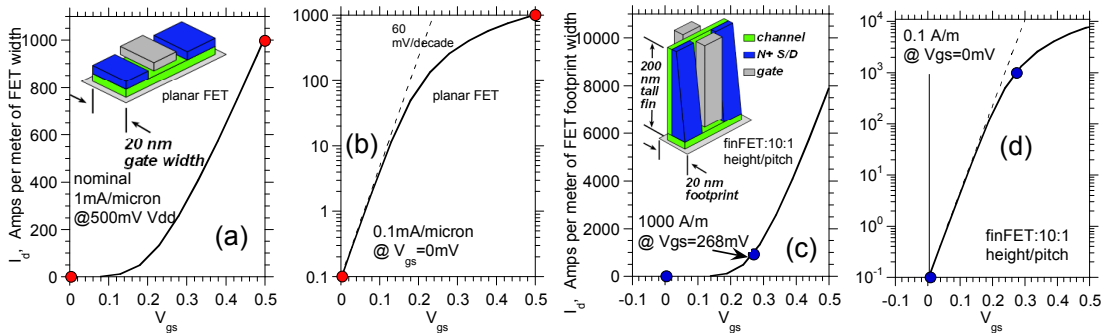 I_d, Amps per meter of FET width
1000
800
600
400
200
0
0
0.1
0.2
0.3
0.4
0.5
V_gs
planar FET
20 nm
gate width
nominal
1mA/micron
@500mV Vdd
(a)
1000
100
10
1
0.1
0.0
0.1
0.2
0.3
0.4
0.5
V_gs
60
mV/decade
planar FET
(b)
0.1mA/micron
@ V_gs=0mV
I_d, Amps per meter of FET footprint width
10000
8000
6000
4000
2000
0
-0.1
0
0.1
0.2
0.3
0.4
0.5
V_gs
channel
N+ S/D
gate
200
nm
tall
fin
finFET:10:1
height/pitch
20 nm
footprint
1000 A/m
@ Vgs=268mV
(c)
10^4
10^3
10^2
10^1
10^0
10^-1
-0.1
0
0.1
0.2
0.3
0.4
0.5
V_gs
0.1 A/m
@ Vgs=0mV
(d)
finFET:10:1
height/pitch